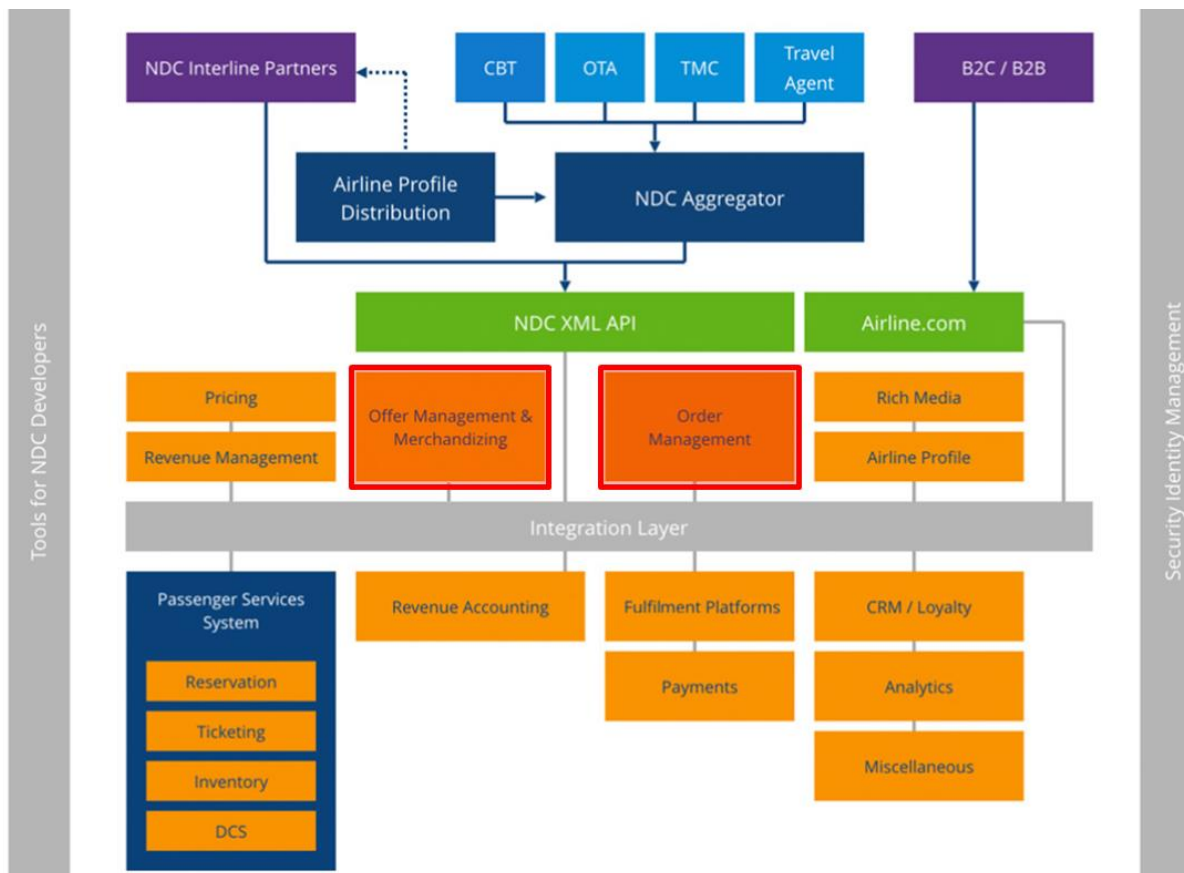 NDC Interline Partners
CBT
OTA
TMC
Travel
Agent
B2C / B2B
Airline Profile
Distribution
NDC Aggregator
NDC XML API
Airline.com
Pricing
Revenue Management
Offer Management &
Merchandizing
Order
Management
Rich Media
Airline Profile
Integration Layer
Passenger Services
System
Reservation
Ticketing
Inventory
DCS
Revenue Accounting
Fulfilment Platforms
Payments
CRM / Loyalty
Analytics
Miscellaneous
Tools for NDC Developers
Security Identity Management